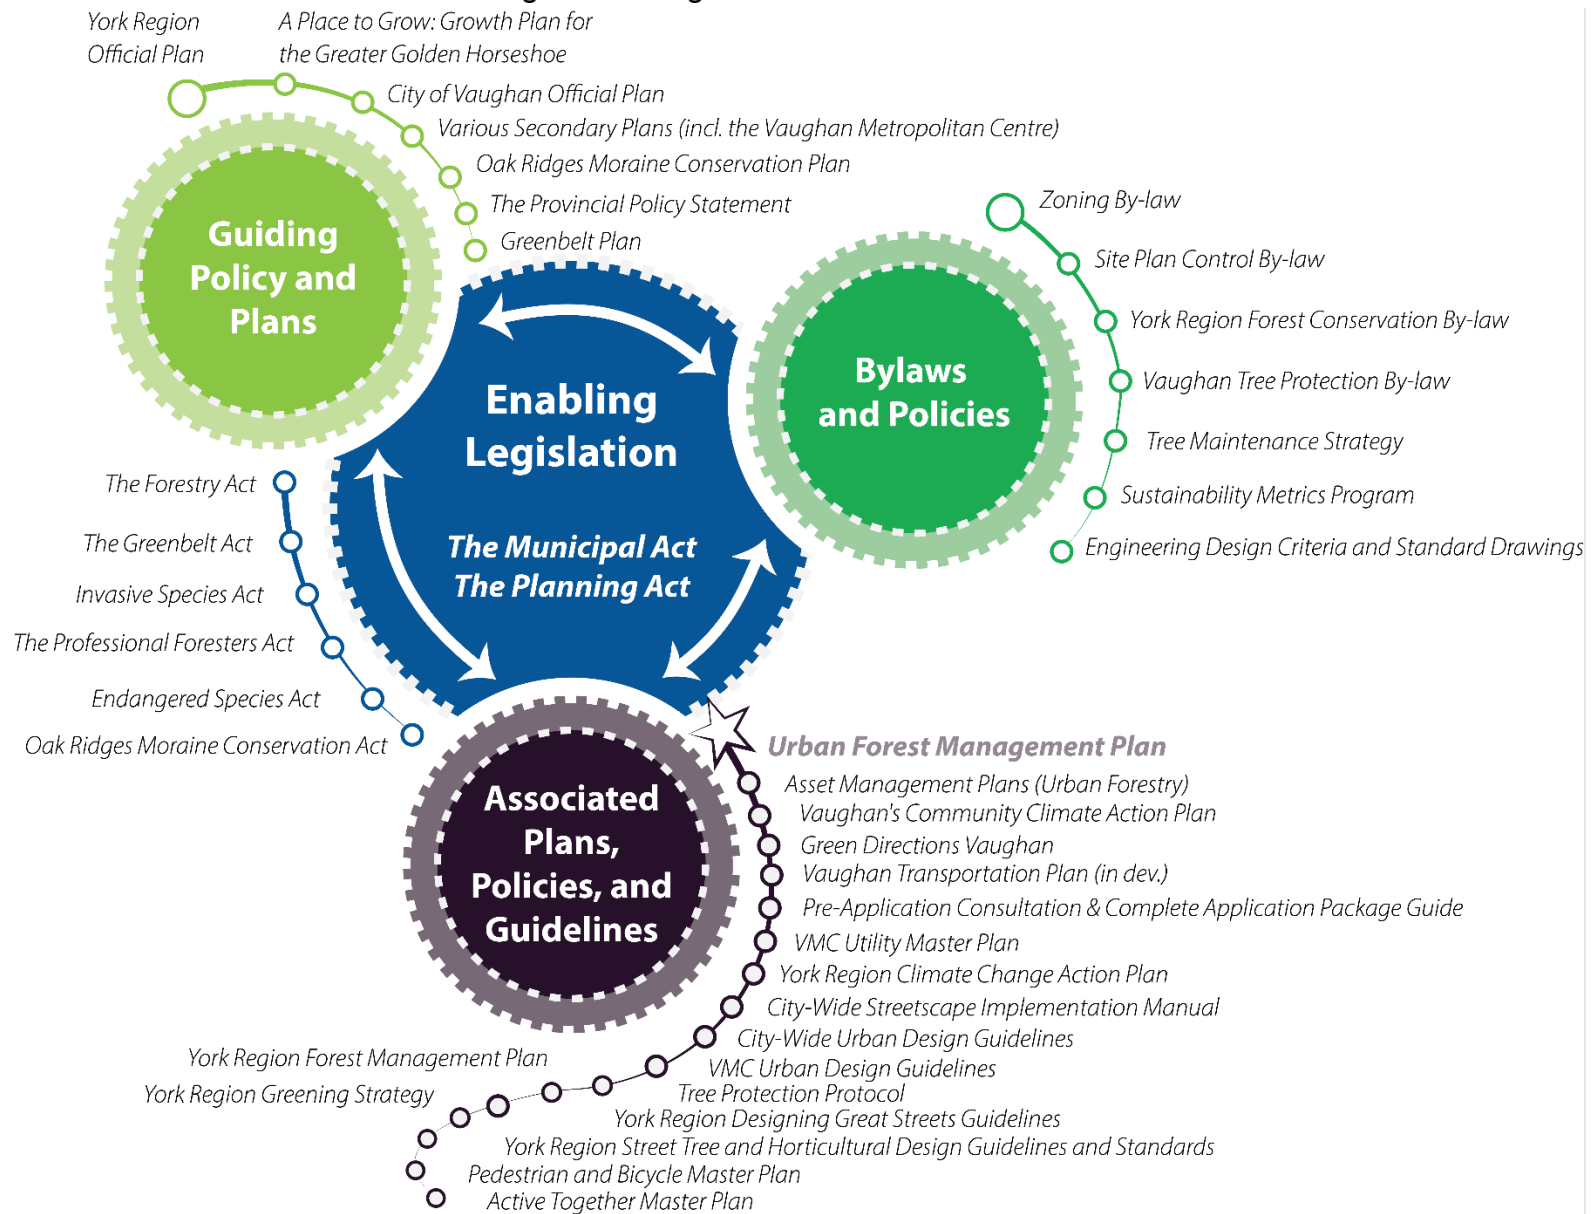 York Region
Official Plan
A Place to Grow: Growth Plan for
the Greater Golden Horseshoe
City of Vaughan Official Plan
Various Secondary Plans (incl. the Vaughan Metropolitan Centre)
Oak Ridges Moraine Conservation Plan
The Provincial Policy Statement
Greenbelt Plan
Guiding
Policy and
Plans
Zoning By-law
Site Plan Control By-law
York Region Forest Conservation By-law
Vaughan Tree Protection By-law
Tree Maintenance Strategy
Sustainability Metrics Program
Engineering Design Criteria and Standard Drawings
Bylaws
and Policies
Enabling
Legislation
The Municipal Act
The Planning Act
The Forestry Act
The Greenbelt Act
Invasive Species Act
The Professional Foresters Act
Endangered Species Act
Oak Ridges Moraine Conservation Act
Associated
Plans,
Policies, and
Guidelines
Urban Forest Management Plan
Asset Management Plans (Urban Forestry)
Vaughan's Community Climate Action Plan
Green Directions Vaughan
Vaughan Transportation Plan (in dev.)
Pre-Application Consultation & Complete Application Package Guide
VMC Utility Master Plan
York Region Climate Change Action Plan
City-Wide Streetscape Implementation Manual
City-Wide Urban Design Guidelines
VMC Urban Design Guidelines
Tree Protection Protocol
York Region Forest Management Plan
York Region Greening Strategy
York Region Designing Great Streets Guidelines
York Region Street Tree and Horticultural Design Guidelines and Standards
Pedestrian and Bicycle Master Plan
Active Together Master Plan